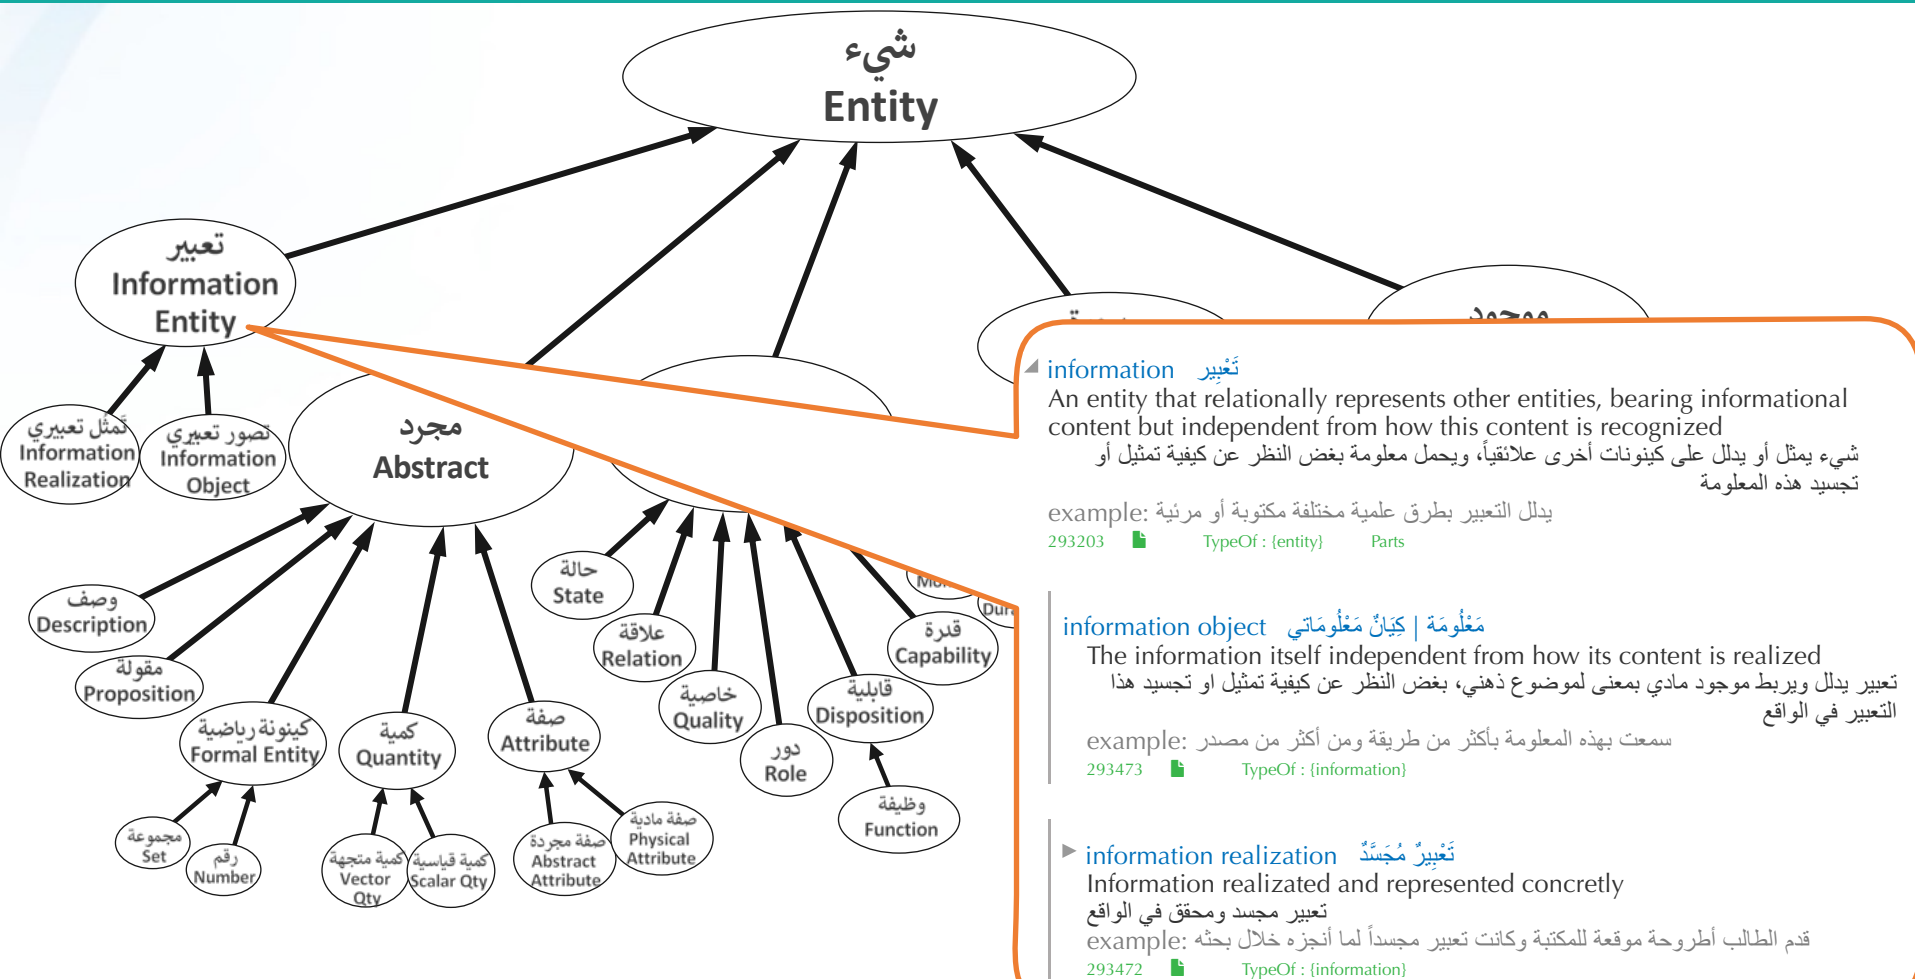 شيء
Entity
تعبير
Information
Entity
موجود
تَمثُل تعبيري
Information
Realization
تصور تعبيري
Information
Object
مجرد
Abstract
وصف
Description
مقولة
Proposition
كينونة رياضية
Formal Entity
كمية
Quantity
صفة
Attribute
مجموعة
Set
رقم
Number
كمية متجهة
Vector
Qty
كمية قياسية
Scalar Qty
صفة مجردة
Abstract
Attribute
صفة مادية
Physical
Attribute
حالة
State
علاقة
Relation
خاصية
Quality
دور
Role
قابلية
Disposition
قدرة
Capability
وظيفة
Function
information تَعْبِير
An entity that relationally represents other entities, bearing informational
content but independent from how this content is recognized
شيء يمثل أو يدلل على كينونات أخرى علائقياً، ويحمل معلومة بغض النظر عن كيفية تمثيل أو
تجسيد هذه المعلومة
example: يدلل التعبير بطرق علمية مختلفة مكتوبة أو مرئية
293203 TypeOf : {entity} Parts
information object مَعْلُومَة | كِيَانٌ مَعْلُومَاتي
The information itself independent from how its content is realized
تعبير يدلل ويربط موجود مادي بمعنى لموضوع ذهني، بغض النظر عن كيفية تمثيل او تجسيد هذا
التعبير في الواقع
example: سمعت بهذه المعلومة بأكثر من طريقة ومن أكثر من مصدر
293473 TypeOf : {information}
information realization تَعْبِيرٌ مُجَسَّدٌ
Information realizated and represented concretly
تعبير مجسد ومحقق في الواقع
example: قدم الطالب أطروحة موقعة للمكتبة وكانت تعبير مجسداً لما أنجزه خلال بحثه
293472 TypeOf : {information}